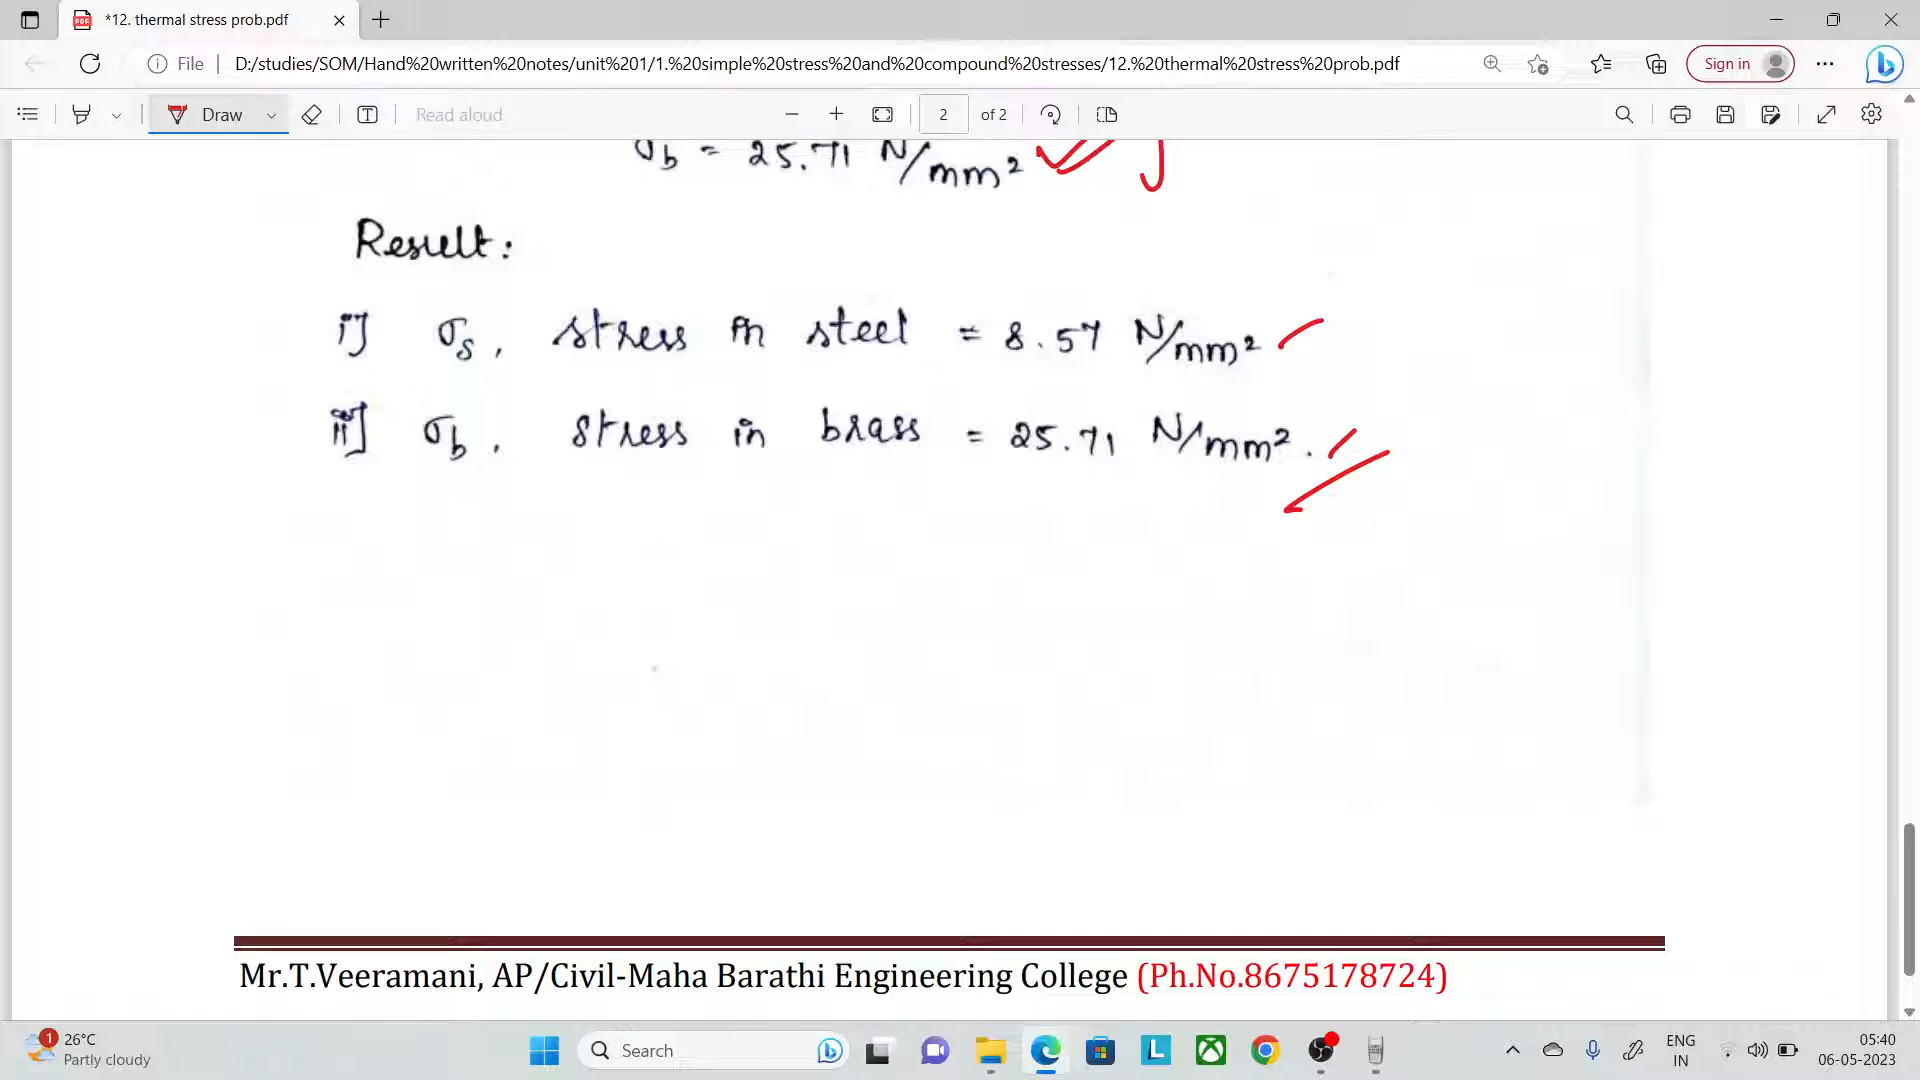 *12. thermal stress prob.pdf
File
D:/studies/SOM/Hand%20written%20notes/unit%201/1.%20simple%20stress%20and%20compound%20stresses/12.%20thermal%20stress%20prob.pdf
Sign in
Draw
Read aloud
2 of 2
σb = 25.71 N/mm²
Result:
i] σs, stress in steel = 8.57 N/mm²
ii] σb, stress in brass = 25.71 N/mm².
Mr.T.Veeramani, AP/Civil-Maha Barathi Engineering College (Ph.No.8675178724)
1
26°C
Partly cloudy
Search
L
ENG
IN
05:40
06-05-2023